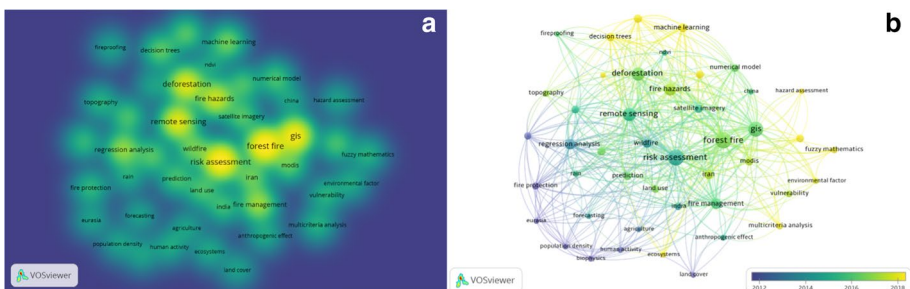 a
fireproofing
decision trees
machine learning
ndvi
deforestation
numerical model
fire hazards
china
hazard assessment
topography
satellite imagery
remote sensing
gis
forest fire
regression analysis
wildfire
fuzzy mathematics
risk assessment
modis
rain
prediction
iran
fire protection
land use
environmental factor
vulnerability
india
fire management
eurasia
forecasting
agriculture
multicriteria analysis
anthropogenic effect
population density
human activity
ecosystems
land cover
VOSviewer
b
fireproofing
decision trees
machine learning
ndvi
deforestation
numerical model
fire hazards
china
hazard assessment
topography
satellite imagery
remote sensing
gis
forest fire
regression analysis
wildfire
fuzzy mathematics
risk assessment
modis
rain
prediction
iran
fire protection
land use
environmental factor
vulnerability
india
fire management
eurasia
forecasting
agriculture
multicriteria analysis
anthropogenic effect
population density
human activity
biophysics
ecosystems
land cover
VOSviewer
2012 2014 2016 2018